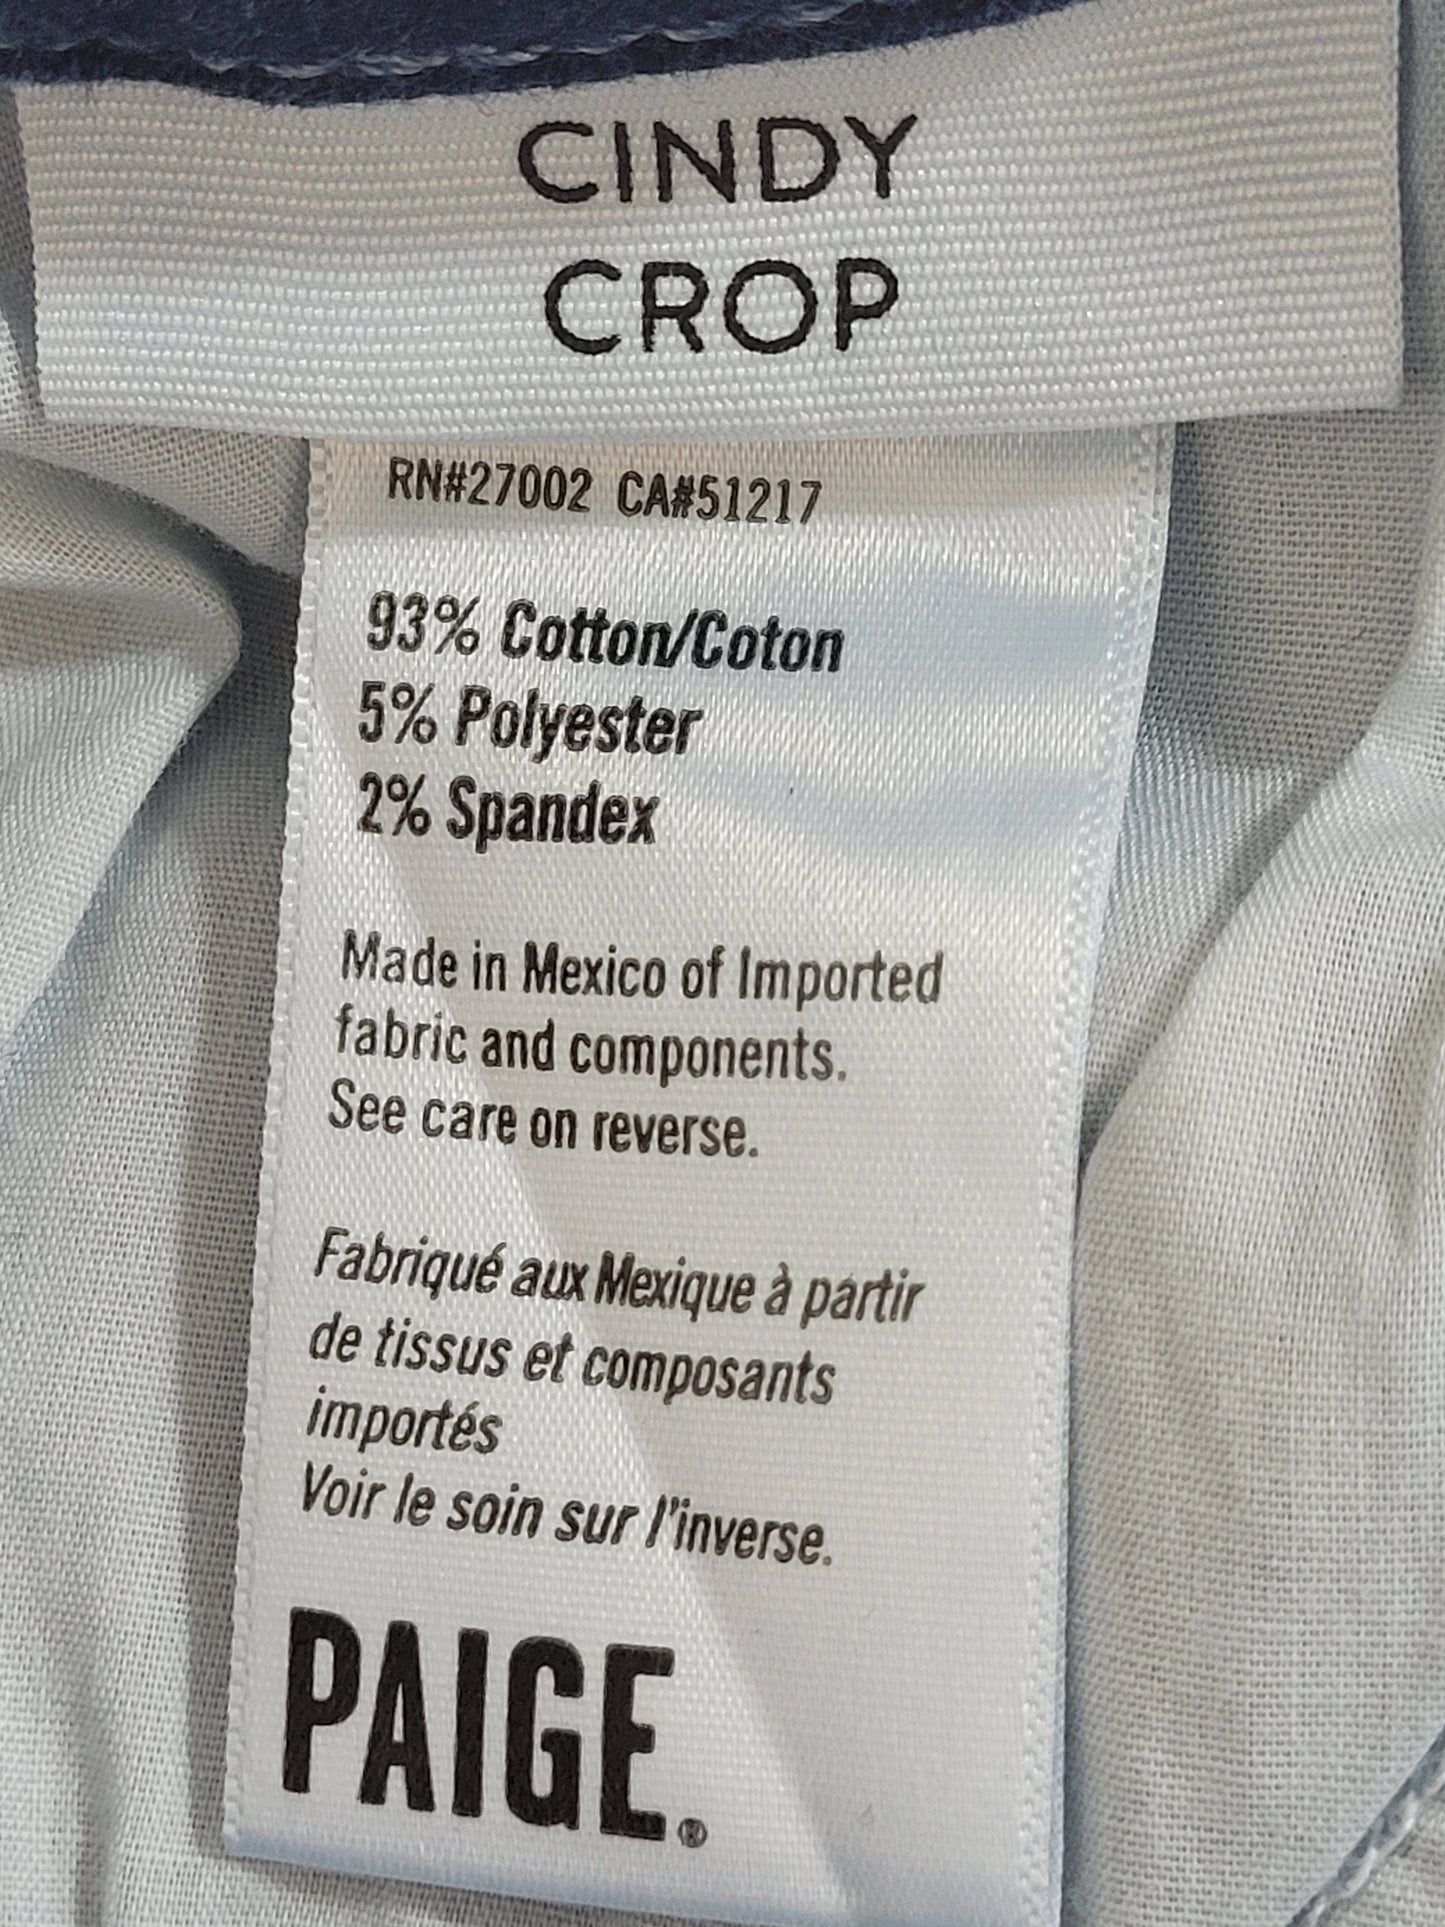 CINDY
CROP
RN#27002 CA#51217
93% Cotton/Coton
5% Polyester
2% Spandex
Made in Mexico of Imported
fabric and components.
See care on reverse.
Fabriqué aux Mexique à partir
de tissus et composants
importés
Voir le soin sur l'inverse.
PAIGE®